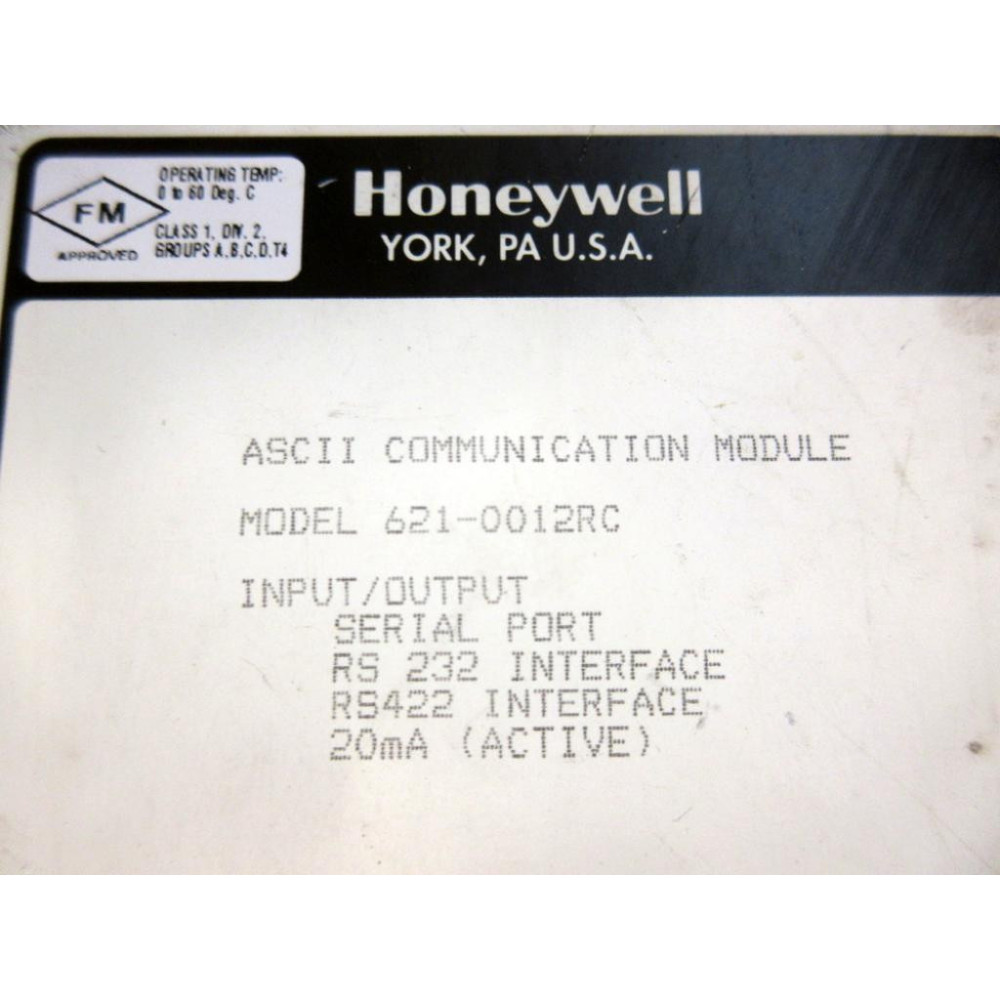 OPERATING TEMP:
0 to 60 Deg. C
FM
APPROVED
CLASS 1, DIV. 2,
GROUPS A,B,C,D,T4
Honeywell
YORK, PA U.S.A.
ASCII COMMUNICATION MODULE
MODEL 621-0012RC
INPUT/OUTPUT
SERIAL PORT
RS 232 INTERFACE
RS422 INTERFACE
20mA (ACTIVE)